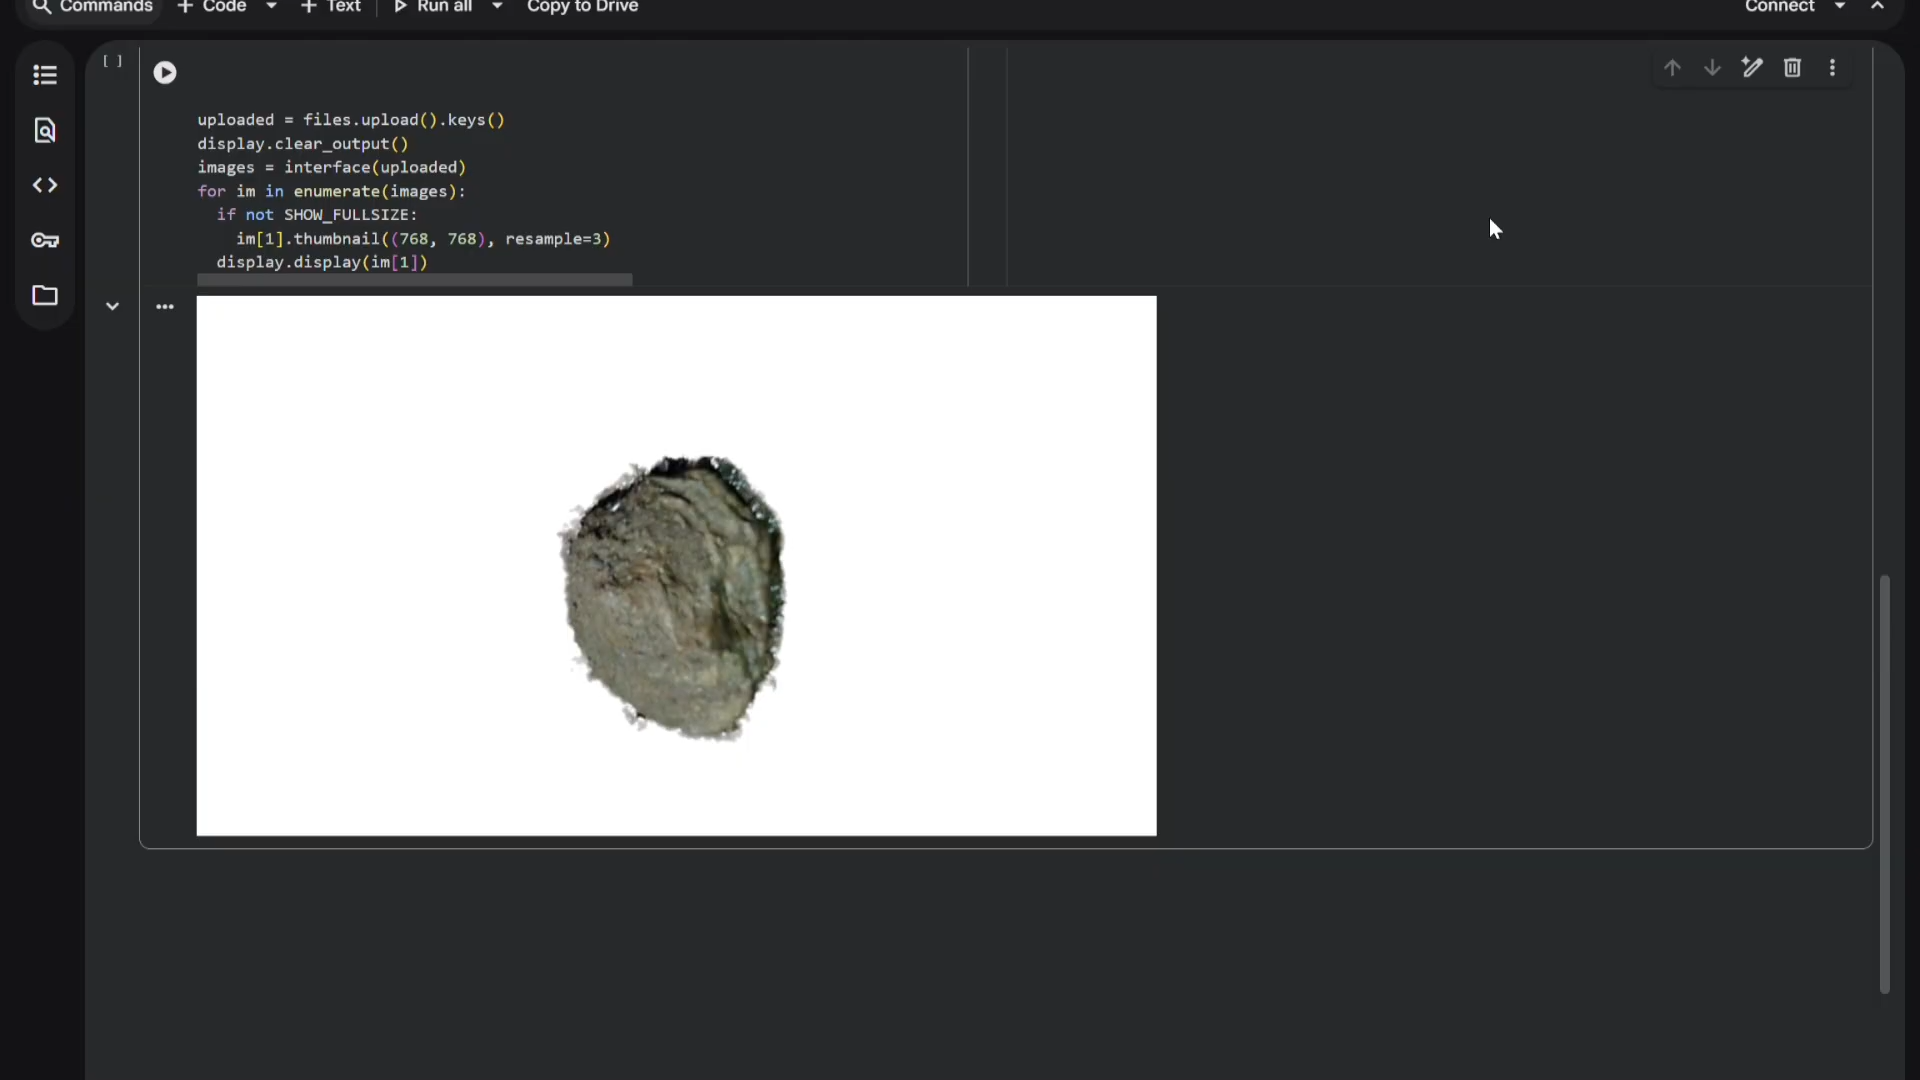 Commands + Code + Text Run all Copy to Drive Connect
[ ]
uploaded = files.upload().keys()
display.clear_output()
images = interface(uploaded)
for im in enumerate(images):
  if not SHOW_FULLSIZE:
    im[1].thumbnail((768, 768), resample=3)
  display.display(im[1])